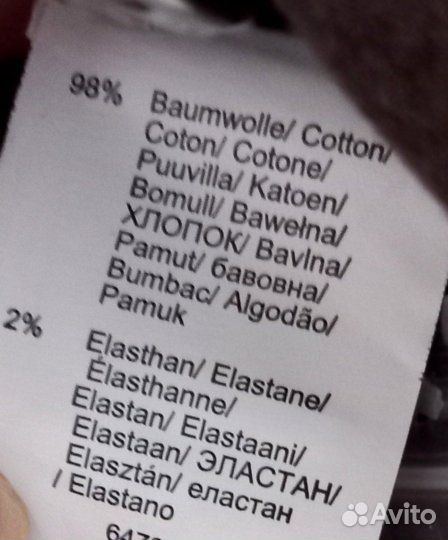 98% Baumwolle/ Cotton/
Coton/ Cotone/
Puuvilla/ Katoen/
Bomull/ Bawełna/
ХЛОПОК/ Bavlna/
Pamut/ бавовна/
Bumbac/ Algodão/
Pamuk
2% Elasthan/ Elastane/
Élasthanne/
Elastan/ Elastaani/
Elastaan/ ЭЛАСТАН/
Elasztán/ еластан
/ Elastano
Avito